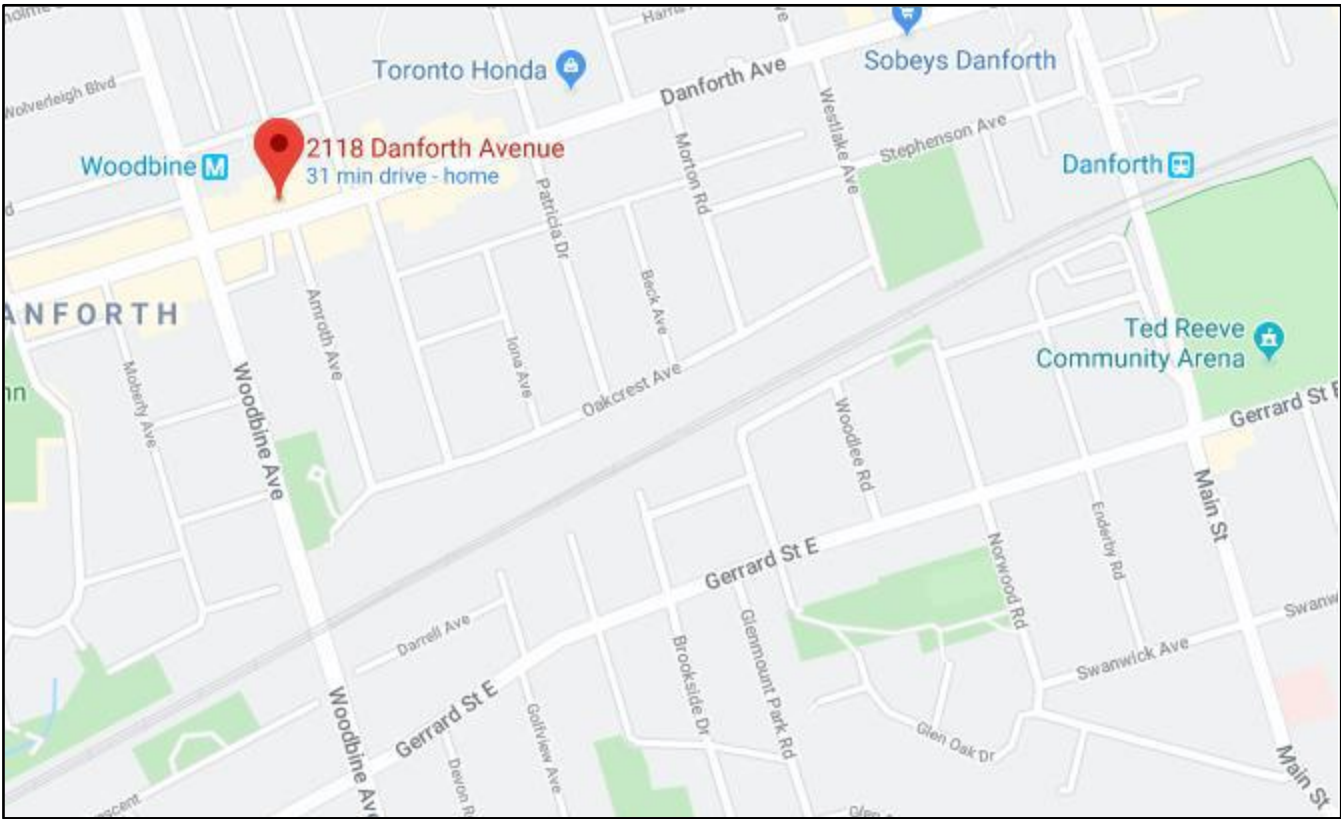 Toronto Honda
Sobeys Danforth
Danforth Ave
Wolverleigh Blvd
Westlake Ave
Stephenson Ave
Morton Rd
Woodbine M
2118 Danforth Avenue
31 min drive - home
Danforth
Patricia Dr
Beck Ave
ANFORTH
Amroth Ave
Iona Ave
Ted Reeve
Community Arena
Moberly Ave
Woodbine Ave
Oakcrest Ave
Woodlee Rd
Gerrard St E
Main St
Enderby Rd
Gerrard St E
Norwood Rd
Darrell Ave
Glenmount Park Rd
Brookside Dr
Swanw
Swanwick Ave
Woodbine Ave
Gerrard St E
Golfview Ave
Glen Oak Dr
Devon R
Main St
escent